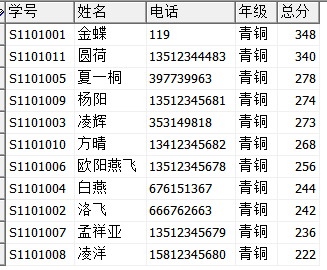 学号 姓名 电话 年级 总分
S1101001 金蝶 119 青铜 348
S1101011 圆荷 13512344483 青铜 340
S1101005 夏一桐 397739963 青铜 278
S1101009 杨阳 13512345681 青铜 274
S1101003 凌辉 353149818 青铜 273
S1101010 方晴 13412345682 青铜 268
S1101006 欧阳燕飞 13512345678 青铜 256
S1101004 白燕 676151367 青铜 244
S1101002 洛飞 666762663 青铜 242
S1101007 孟祥亚 13512345679 青铜 236
S1101008 凌洋 15812345680 青铜 222